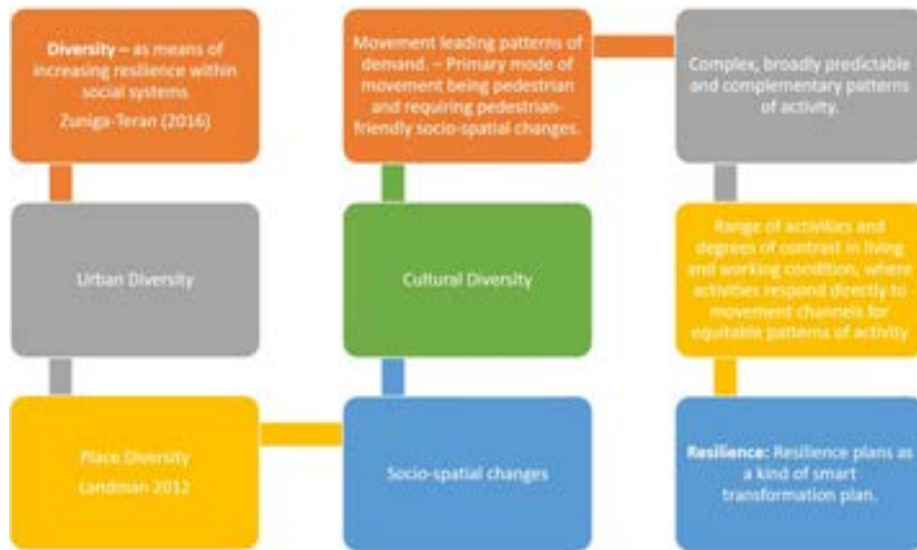 Diversity – as means of
increasing resilience within
social systems
Zuniga-Teran (2016)
Urban Diversity
Place Diversity
Landman 2012
Socio-spatial changes
Cultural Diversity
Movement leading patterns of
demand. – Primary mode of
movement being pedestrian
and requiring pedestrian-
friendly socio-spatial changes.
Complex, broadly predictable
and complementary patterns
of activity.
Range of activities and
degrees of contrast in living
and working condition, where
activities respond directly to
movement channels for
equitable patterns of activity
Resilience: Resilience plans as
a kind of smart
transformation plan.